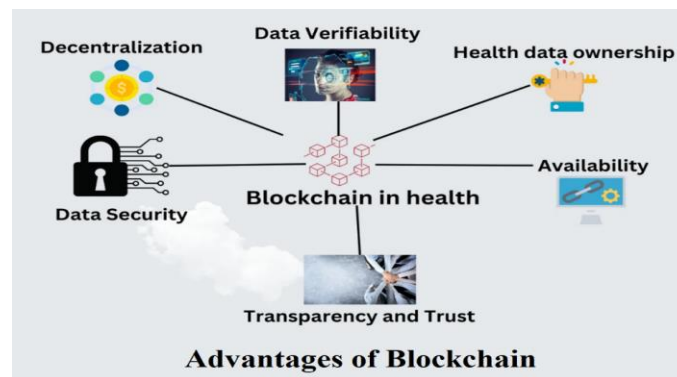 Data Verifiability
Decentralization
Health data ownership
Availability
Blockchain in health
Data Security
Transparency and Trust
Advantages of Blockchain